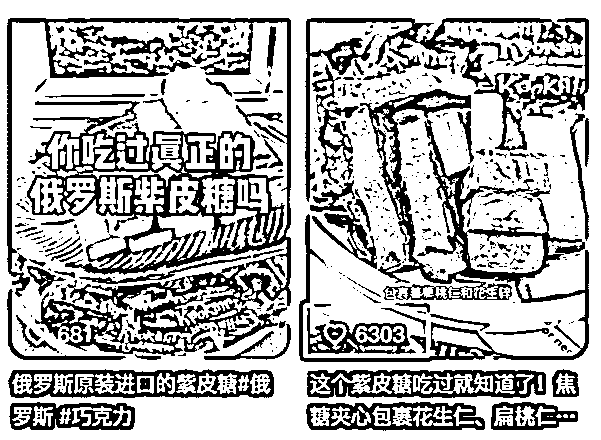 你吃过真正的
俄罗斯紫皮糖吗
681
俄罗斯原装进口的紫皮糖#俄
罗斯 #巧克力
6303
这个紫皮糖吃过就知道了！焦
糖夹心包裹花生仁、扁桃仁…